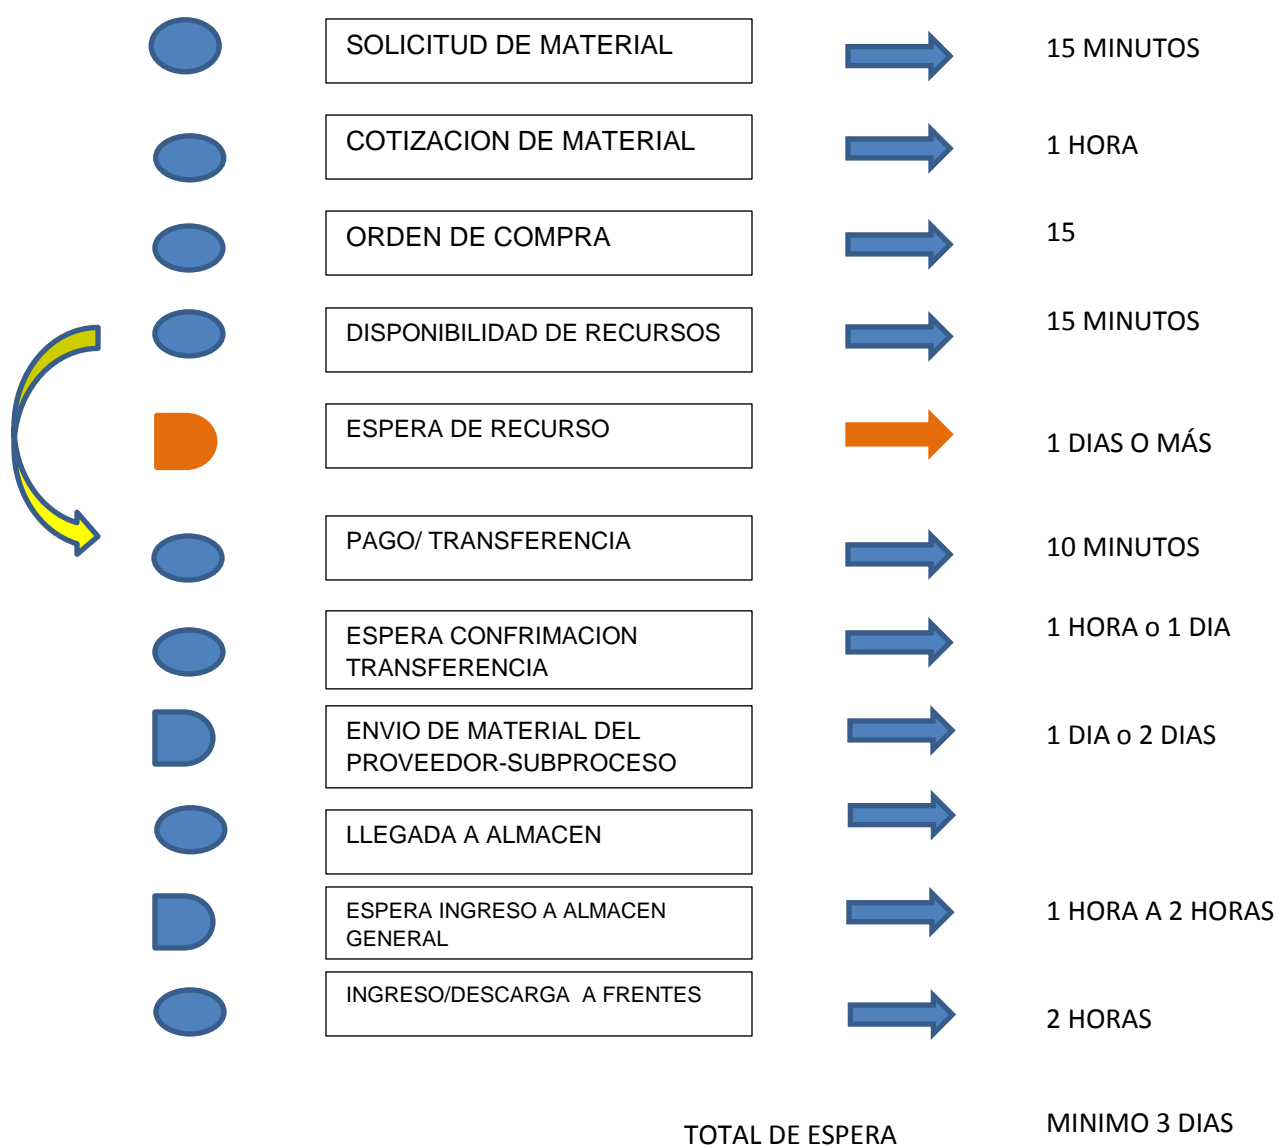 SOLICITUD DE MATERIAL
15 MINUTOS
COTIZACION DE MATERIAL
1 HORA
ORDEN DE COMPRA
15
DISPONIBILIDAD DE RECURSOS
15 MINUTOS
ESPERA DE RECURSO
1 DIAS O MÁS
PAGO/ TRANSFERENCIA
10 MINUTOS
ESPERA CONFRIMACION
TRANSFERENCIA
1 HORA o 1 DIA
ENVIO DE MATERIAL DEL
PROVEEDOR-SUBPROCESO
1 DIA o 2 DIAS
LLEGADA A ALMACEN
ESPERA INGRESO A ALMACEN
GENERAL
1 HORA A 2 HORAS
INGRESO/DESCARGA A FRENTES
2 HORAS
TOTAL DE ESPERA
MINIMO 3 DIAS